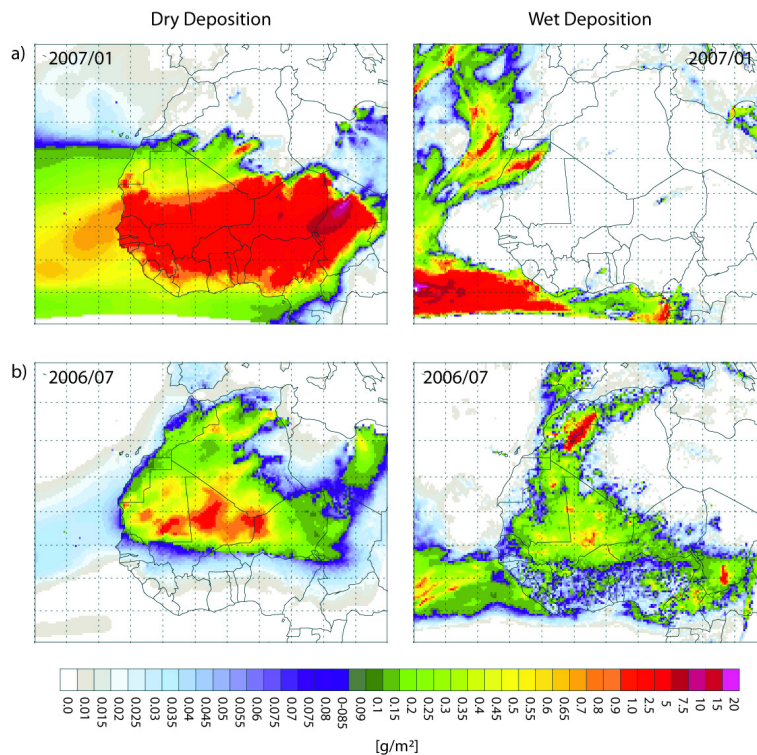 Dry Deposition Wet Deposition
a) 2007/01 2007/01
b) 2006/07 2006/07
0.0 0.01 0.015 0.02 0.025 0.03 0.035 0.04 0.045 0.05 0.055 0.06 0.065 0.07 0.075 0.08 0.085 0.09 0.1 0.15 0.2 0.25 0.3 0.35 0.4 0.45 0.5 0.55 0.6 0.65 0.7 0.8 0.9 1.0 2.5 5 7.5 10 15 20
[g/m²]